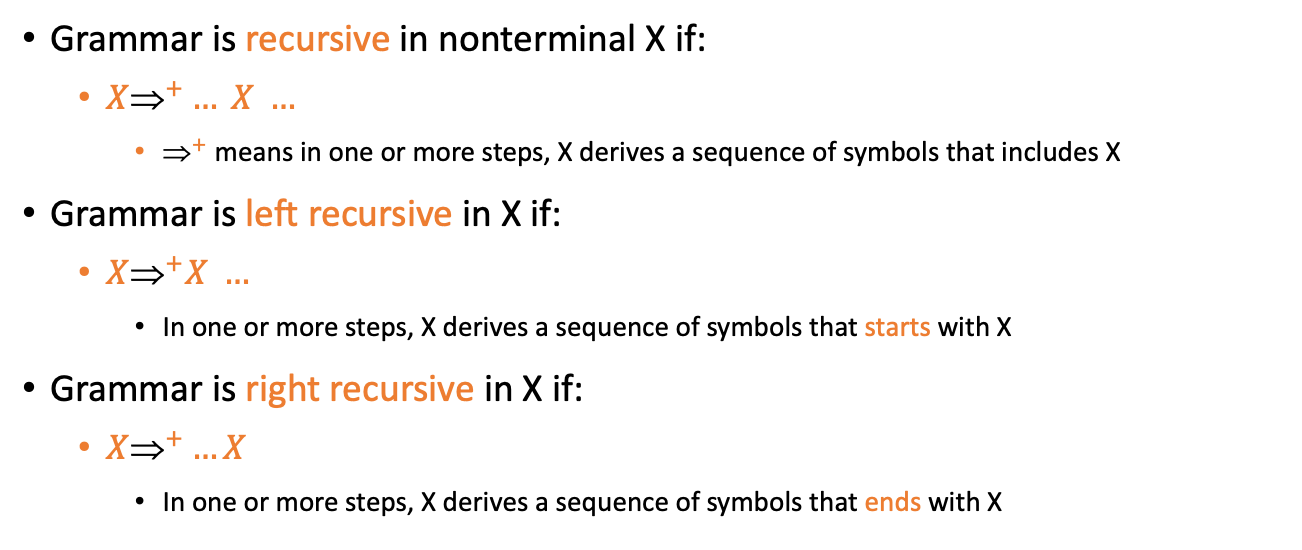 • Grammar is recursive in nonterminal X if:
• X⇒⁺ … X …
• ⇒⁺ means in one or more steps, X derives a sequence of symbols that includes X
• Grammar is left recursive in X if:
• X⇒⁺X …
• In one or more steps, X derives a sequence of symbols that starts with X
• Grammar is right recursive in X if:
• X⇒⁺ …X
• In one or more steps, X derives a sequence of symbols that ends with X